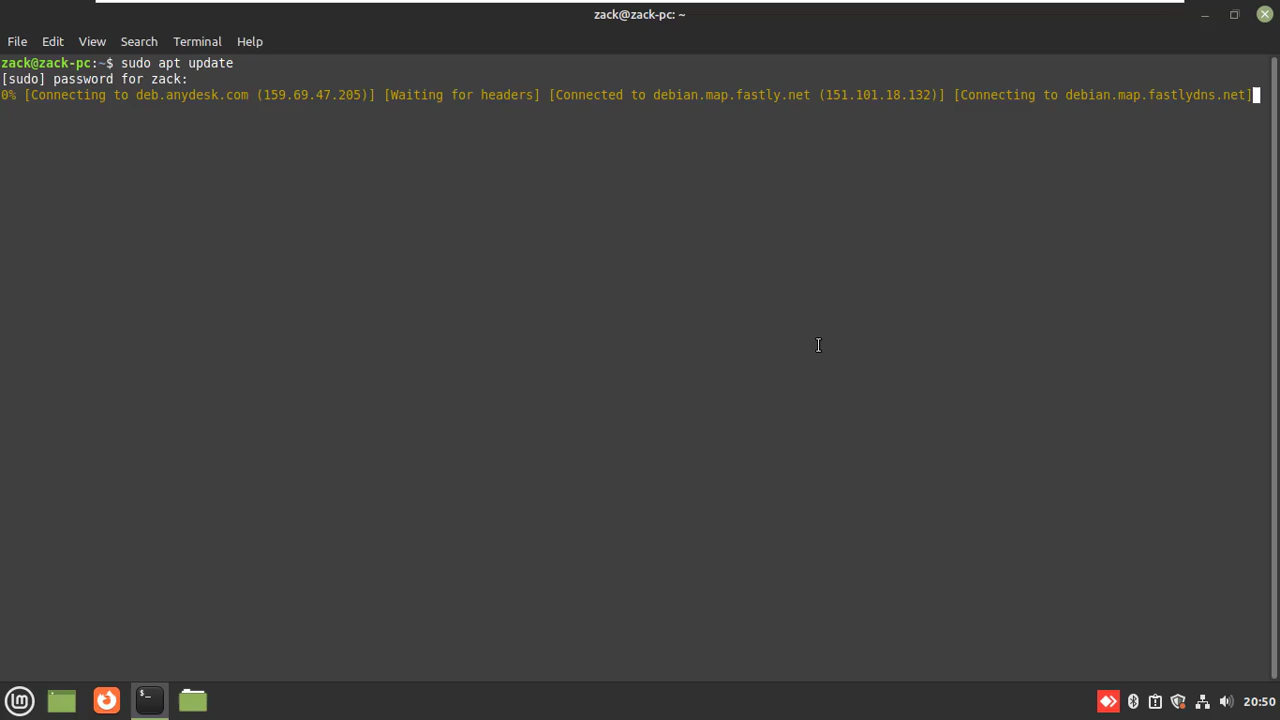 zack@zack-pc: ~
File Edit View Search Terminal Help
zack@zack-pc:~$ sudo apt update
[sudo] password for zack:
0% [Connecting to deb.anydesk.com (159.69.47.205)] [Waiting for headers] [Connected to debian.map.fastly.net (151.101.18.132)] [Connecting to debian.map.fastlydns.net]
20:50